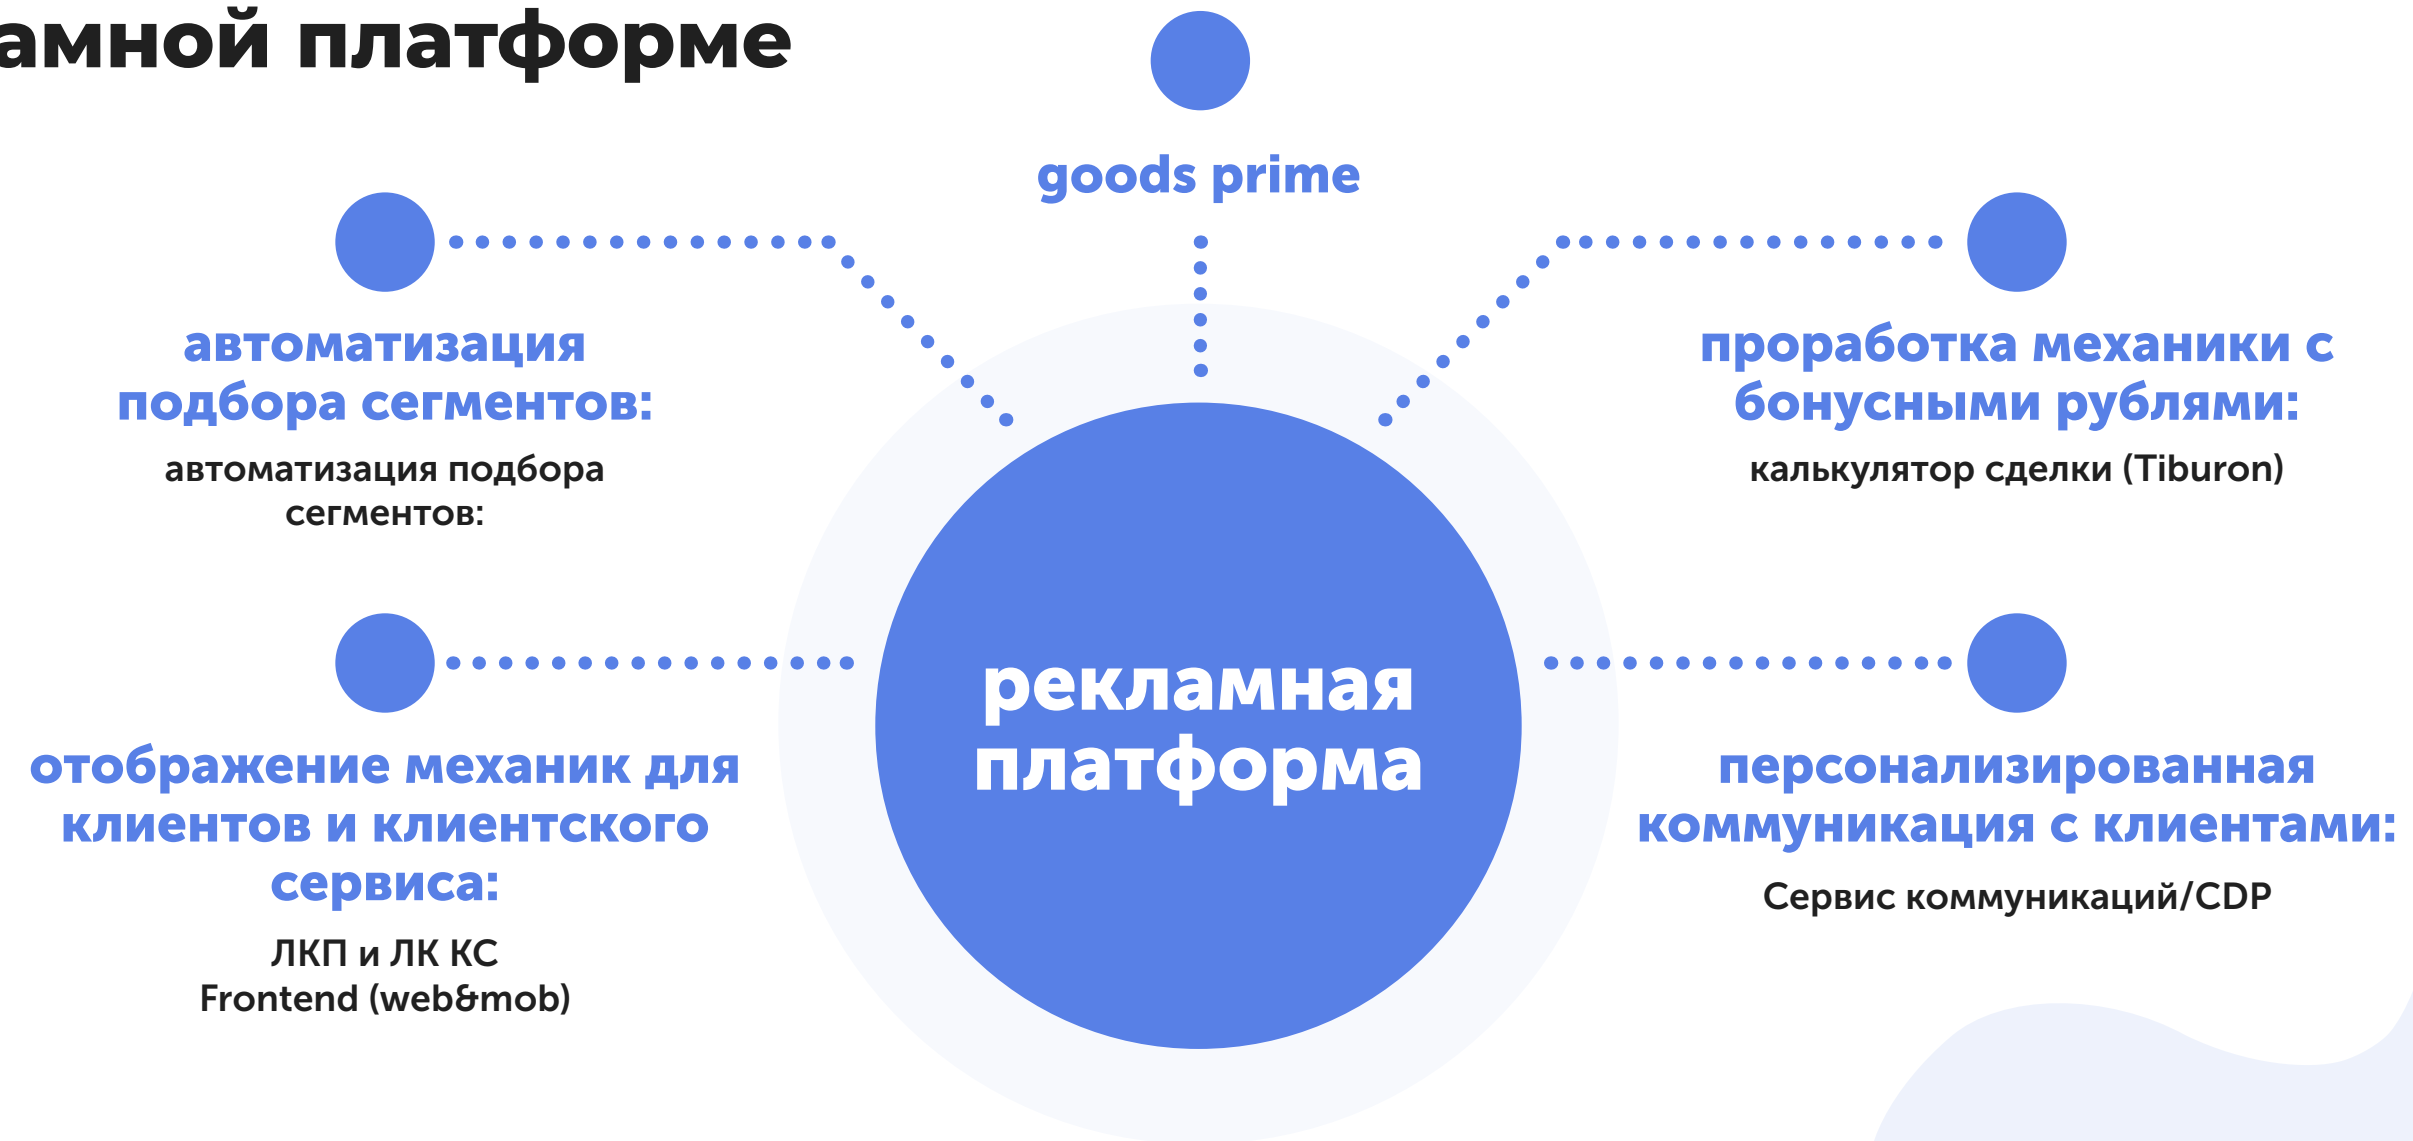 амной платформе
goods prime
автоматизация
подбора сегментов:
автоматизация подбора
сегментов:
проработка механики с
бонусными рублями:
калькулятор сделки (Tiburon)
рекламная
платформа
отображение механик для
клиентов и клиентского
сервиса:
ЛКП и ЛК КС
Frontend (web&mob)
персонализированная
коммуникация с клиентами:
Сервис коммуникаций/CDP